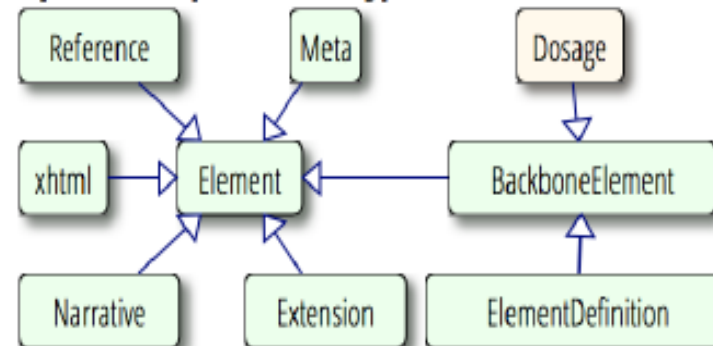 Reference
Meta
Dosage
xhtml
Element
BackboneElement
Narrative
Extension
ElementDefinition